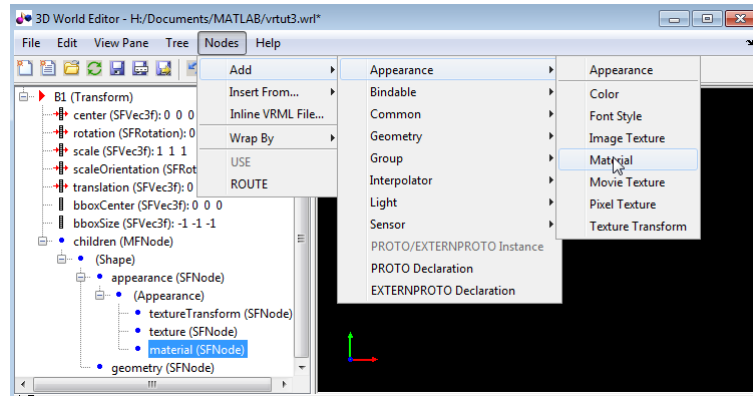 3D World Editor - H:/Documents/MATLAB/vrtut3.wrl*
File Edit View Pane Tree Nodes Help
B1 (Transform)
center (SFVec3f): 0 0 0
rotation (SFRotation): 0
scale (SFVec3f): 1 1 1
scaleOrientation (SFRot
translation (SFVec3f): 0
bboxCenter (SFVec3f): 0 0 0
bboxSize (SFVec3f): -1 -1 -1
children (MFNode)
(Shape)
appearance (SFNode)
(Appearance)
textureTransform (SFNode)
texture (SFNode)
material (SFNode)
geometry (SFNode)
Add
Insert From...
Inline VRML File...
Wrap By
USE
ROUTE
Appearance
Bindable
Common
Geometry
Group
Interpolator
Light
Sensor
PROTO/EXTERNPROTO Instance
PROTO Declaration
EXTERNPROTO Declaration
Appearance
Color
Font Style
Image Texture
Material
Movie Texture
Pixel Texture
Texture Transform